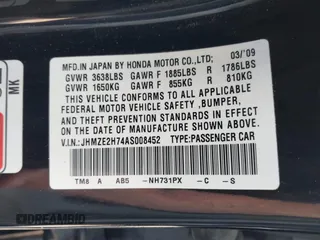 MFD. IN JAPAN BY HONDA MOTOR CO.,LTD; 03/'09
GVWR 3638LBS GAWR F 1885LBS R 1786LBS
GVWR 1650KG GAWR F 855KG R 810KG
THIS VEHICLE CONFORMS TO ALL APPLICABLE
FEDERAL MOTOR VEHICLE SAFETY ,BUMPER,
AND THEFT PREVENTION STANDARDS IN EFFECT
ON THE DATE OF MANUFACTURE SHOWN ABOVE.
V.I.N.:JHMZE2H74AS008452 TYPE:PASSENGER CAR
TM8 A AB5 -NH731PX -C -S
MK
DREAMBID